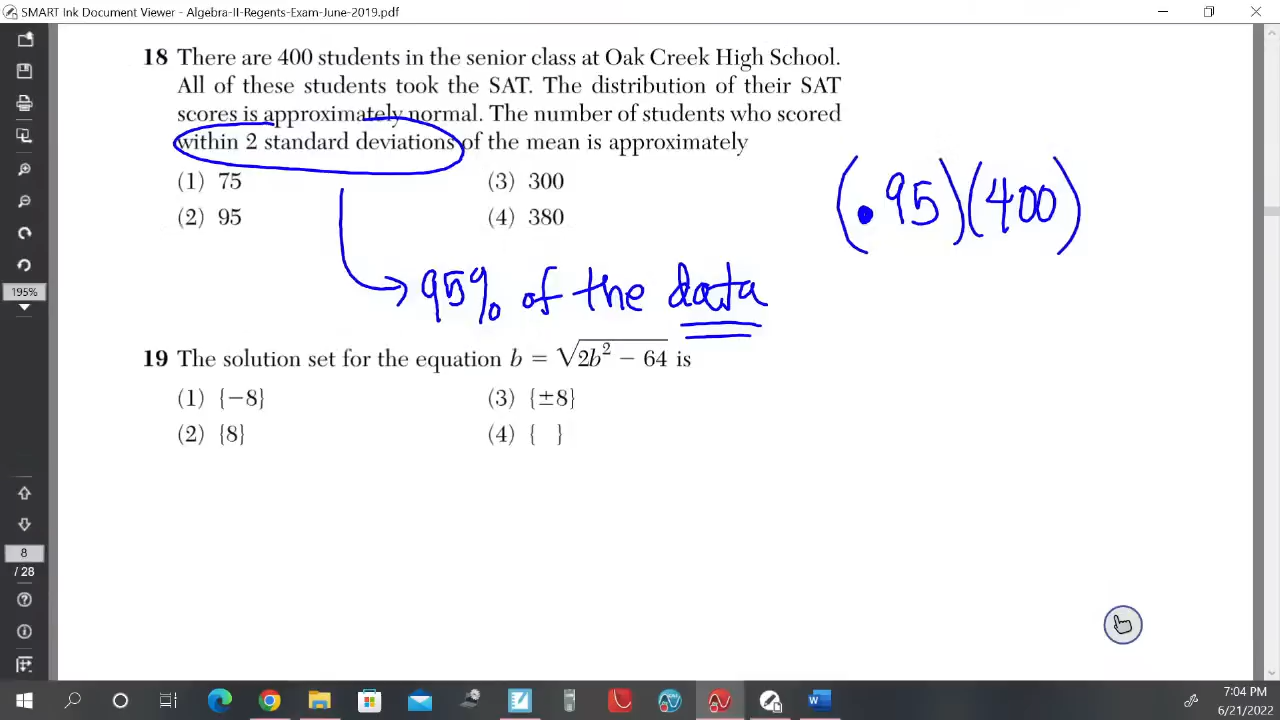 SMART Ink Document Viewer - Algebra-II-Regents-Exam-June-2019.pdf
18 There are 400 students in the senior class at Oak Creek High School.
All of these students took the SAT. The distribution of their SAT
scores is approximately normal. The number of students who scored
within 2 standard deviations of the mean is approximately
(1) 75 (3) 300
(2) 95 (4) 380
(.95)(400)
95% of the data
19 The solution set for the equation b = √2b² − 64 is
(1) {−8} (3) {±8}
(2) {8} (4) { }
195%
8
/ 28
7:04 PM
6/21/2022